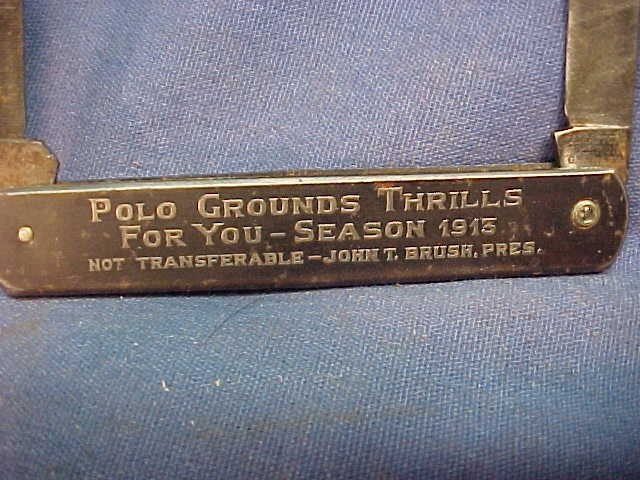 Polo Grounds Thrills
For You – Season 1913
Not Transferable – John T. Brush, Pres.